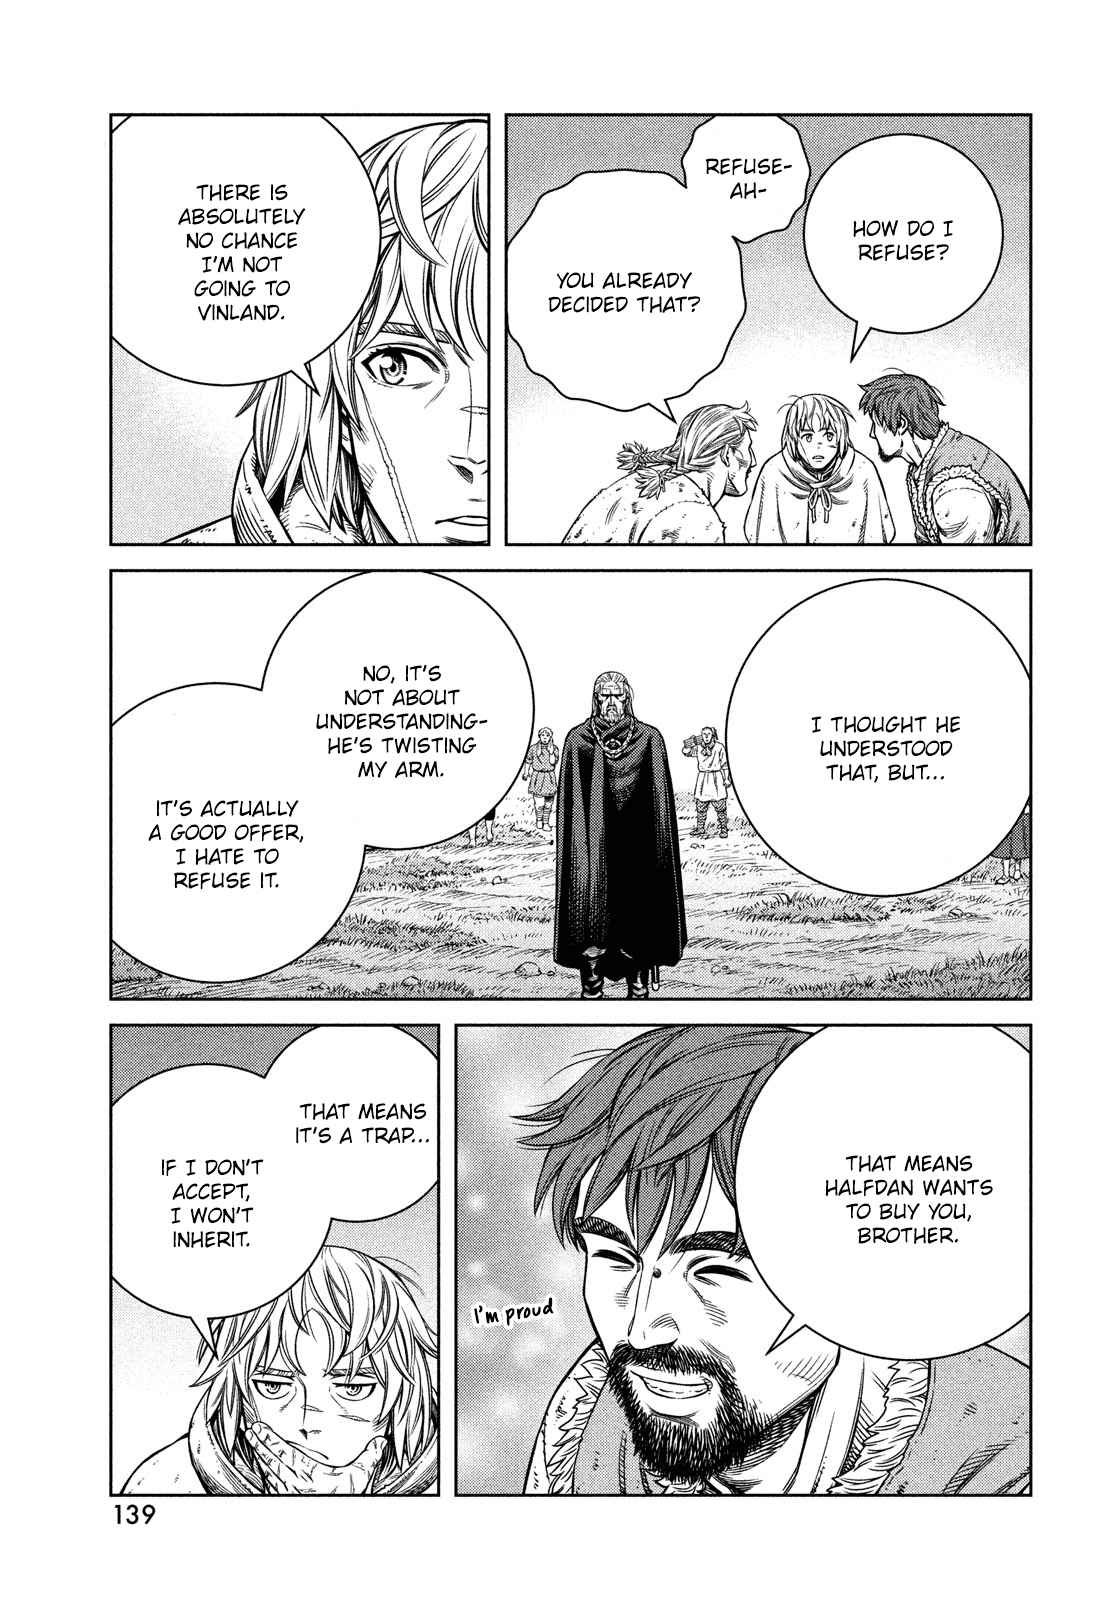 HOW DO I
REFUSE?
REFUSE-
AH-
YOU ALREADY
DECIDED THAT?
THERE IS
ABSOLUTELY
NO CHANCE
I'M NOT
GOING TO
VINLAND.
I THOUGHT HE
UNDERSTOOD
THAT, BUT...
NO, IT'S
NOT ABOUT
UNDERSTANDING-
HE'S TWISTING
MY ARM.
IT'S ACTUALLY
A GOOD OFFER,
I HATE TO
REFUSE IT.
THAT MEANS
HALFDAN WANTS
TO BUY YOU,
BROTHER.
I'm proud
THAT MEANS
IT'S A TRAP...
IF I DON'T
ACCEPT,
I WON'T
INHERIT.
139